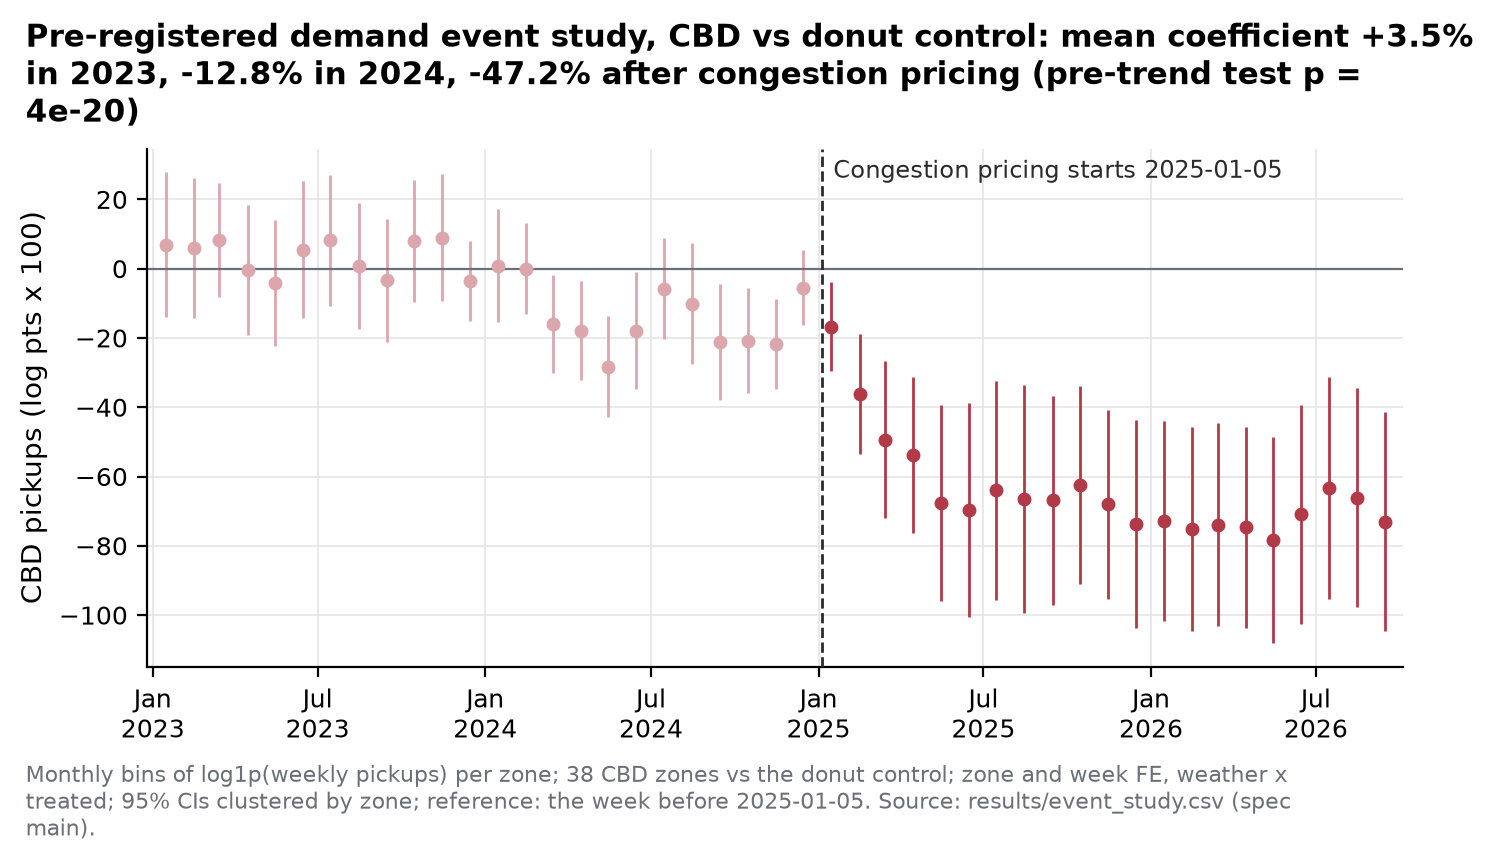 Pre-registered demand event study, CBD vs donut control: mean coefficient +3.5%
in 2023, -12.8% in 2024, -47.2% after congestion pricing (pre-trend test p =
4e-20)
Congestion pricing starts 2025-01-05
CBD pickups (log pts x 100)
20
0
−20
−40
−60
−80
−100
Jan
2023
Jul
2023
Jan
2024
Jul
2024
Jan
2025
Jul
2025
Jan
2026
Jul
2026
Monthly bins of log1p(weekly pickups) per zone; 38 CBD zones vs the donut control; zone and week FE, weather x
treated; 95% CIs clustered by zone; reference: the week before 2025-01-05. Source: results/event_study.csv (spec
main).